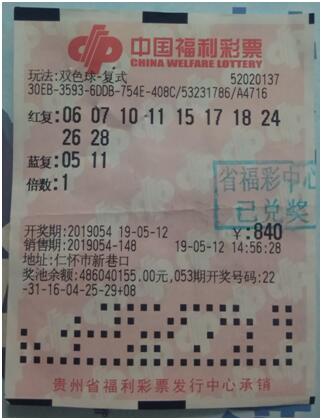 中国福利彩票
CHINA WELFARE LOTTERY
玩法:双色球-复式 52020137
30EB-3593-6DDB-754E-408C/53231786/A4716
红复:06 07 10 11 15 17 18 24
26 28
蓝复:05 11
倍数:1
省福彩中心
已兑奖
开奖期:2019054 19-05-12 ¥:840
销售期:2019054-148 19-05-12 14:56:28
地址:仁怀市新巷口
奖池余额:486040155.00元,053期开奖号码:22
-31-16-04-25-29+08
贵州省福利彩票发行中心承销